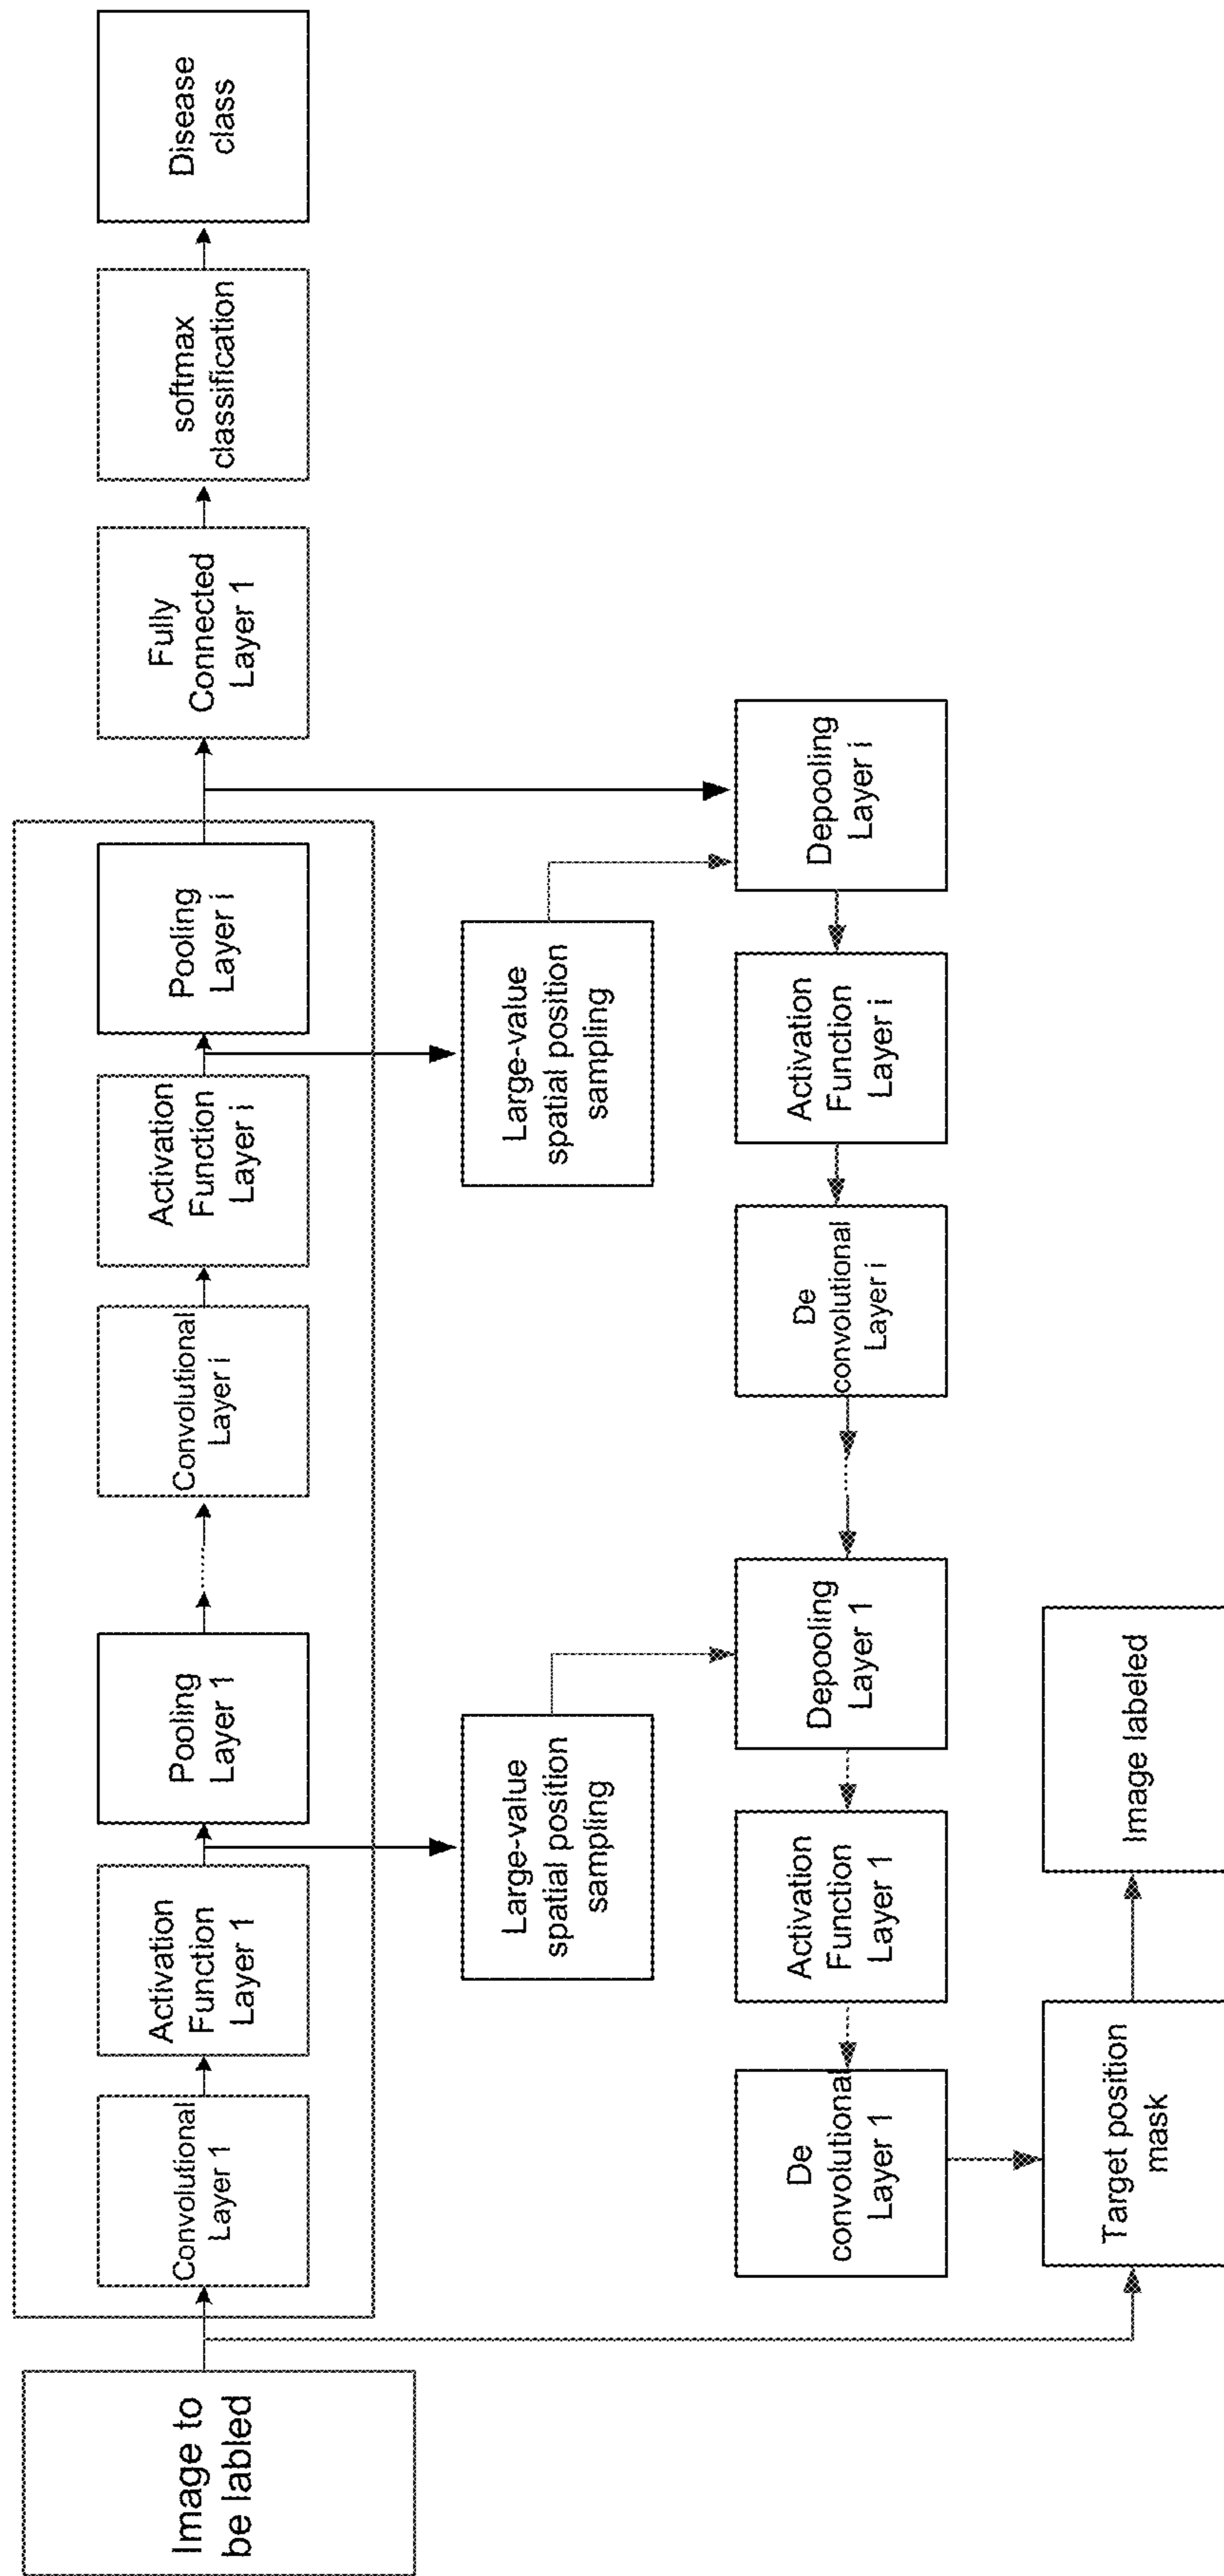 Image to
be labled
Convolutional
Layer 1
Activation
Function
Layer 1
Pooling
Layer 1
Convolutional
Layer i
Activation
Function
Layer i
Pooling
Layer i
Fully
Connected
Layer 1
softmax
classification
Disease
class
Large-value
spatial position
sampling
Large-value
spatial position
sampling
De
convolutional
Layer 1
Activation
Function
Layer 1
Depooling
Layer 1
De
convolutional
Layer i
Activation
Function
Layer i
Depooling
Layer i
Target position
mask
Image labeled